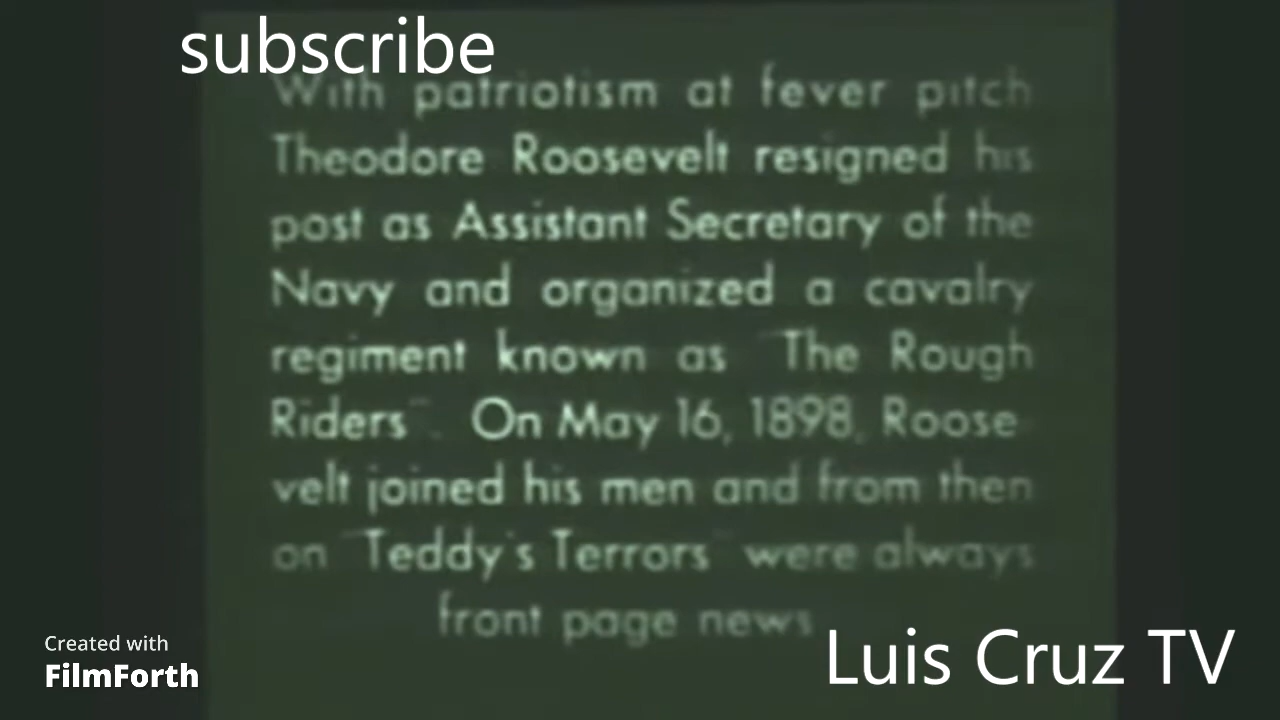 subscribe
With patriotism at fever pitch
Theodore Roosevelt resigned his
post as Assistant Secretary of the
Navy and organized a cavalry
regiment known as "The Rough
Riders". On May 16, 1898, Roose-
velt joined his men and from then
on "Teddy's Terrors" were always
front page news
Created with
FilmForth
Luis Cruz TV